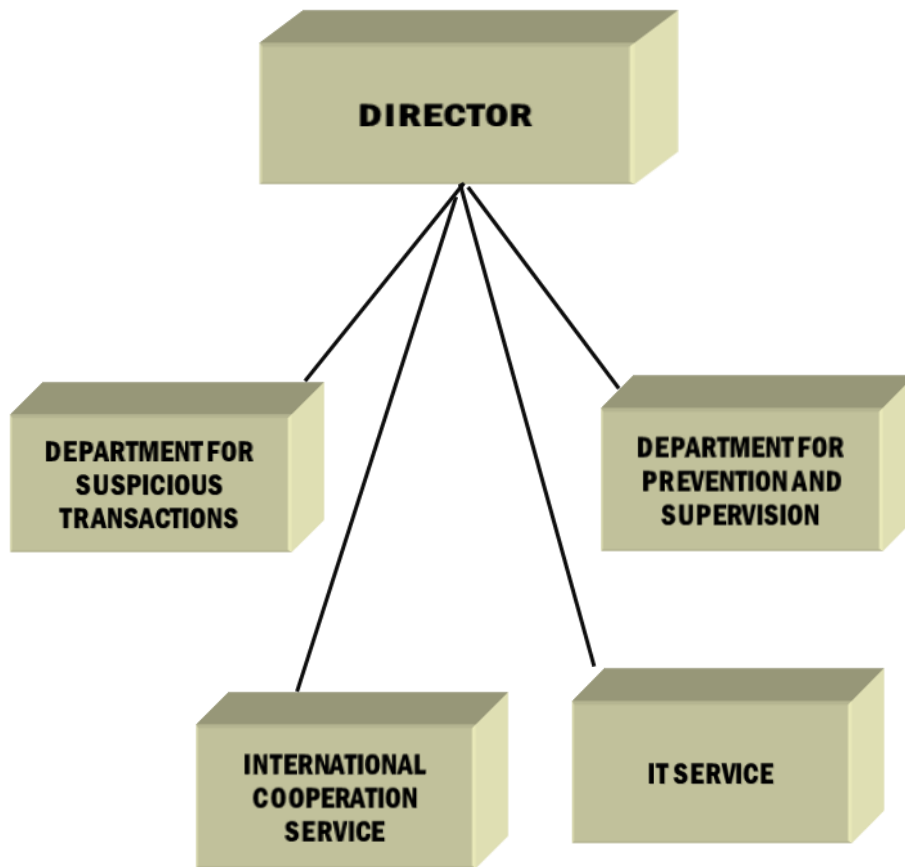 DIRECTOR
DEPARTMENT FOR
SUSPICIOUS
TRANSACTIONS
DEPARTMENT FOR
PREVENTION AND
SUPERVISION
INTERNATIONAL
COOPERATION
SERVICE
IT SERVICE